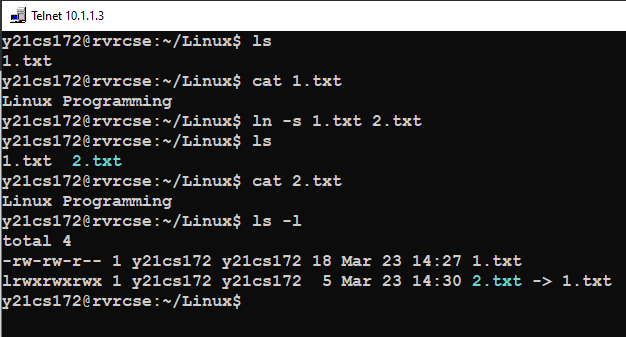 Telnet 10.1.1.3
y21cs172@rvrcse:~/Linux$ ls
1.txt
y21cs172@rvrcse:~/Linux$ cat 1.txt
Linux Programming
y21cs172@rvrcse:~/Linux$ ln -s 1.txt 2.txt
y21cs172@rvrcse:~/Linux$ ls
1.txt  2.txt
y21cs172@rvrcse:~/Linux$ cat 2.txt
Linux Programming
y21cs172@rvrcse:~/Linux$ ls -l
total 4
-rw-rw-r-- 1 y21cs172 y21cs172 18 Mar 23 14:27 1.txt
lrwxrwxrwx 1 y21cs172 y21cs172  5 Mar 23 14:30 2.txt -> 1.txt
y21cs172@rvrcse:~/Linux$